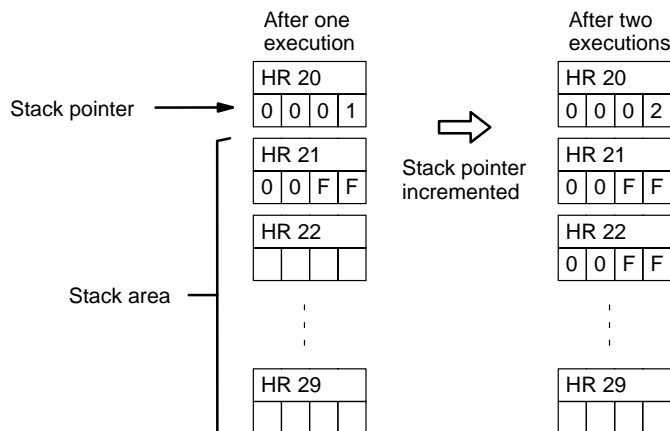 After one
execution
HR 20
0 0 0 1
Stack pointer
HR 21
0 0 F F
HR 22
Stack area
HR 29
Stack pointer
incremented
After two
executions
HR 20
0 0 0 2
HR 21
0 0 F F
HR 22
0 0 F F
HR 29